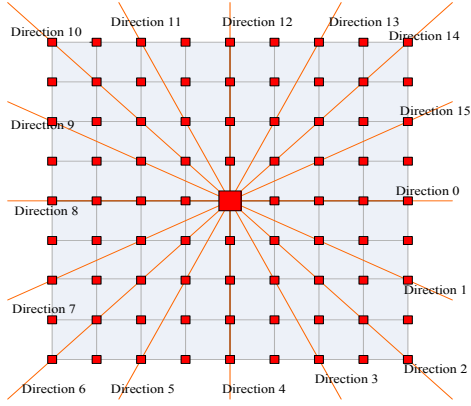 Direction 11
Direction 12
Direction 13
Direction 10
Direction 14
Direction 15
Direction 9
Direction 0
Direction 8
Direction 1
Direction 7
Direction 2
Direction 3
Direction 6
Direction 5
Direction 4